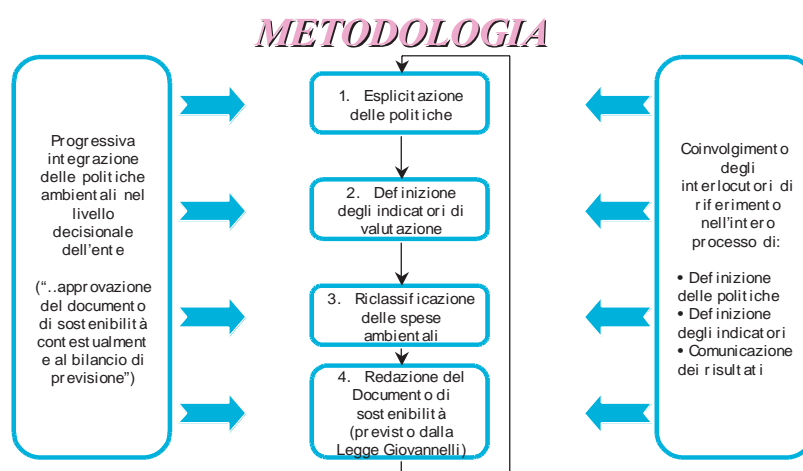 METODOLOGIA
Progressiva
integrazione
delle politiche
ambientali nel
livello
decisionale
dell'ente
("..approvazione
del documento
di sostenibilità
contestualment
e al bilancio di
previsione")
1. Esplicitazione
delle politiche
2. Definizione
degli indicatori di
valutazione
3. Riclassificazione
delle spese
ambientali
4. Redazione del
Documento di
sostenibilità
(previsto dalla
Legge Giovannelli)
Coinvolgimento
degli
interlocutori di
riferimento
nell'intero
processo di:
• Definizione
delle politiche
• Definizione
degli indicatori
• Comunicazione
dei risultati